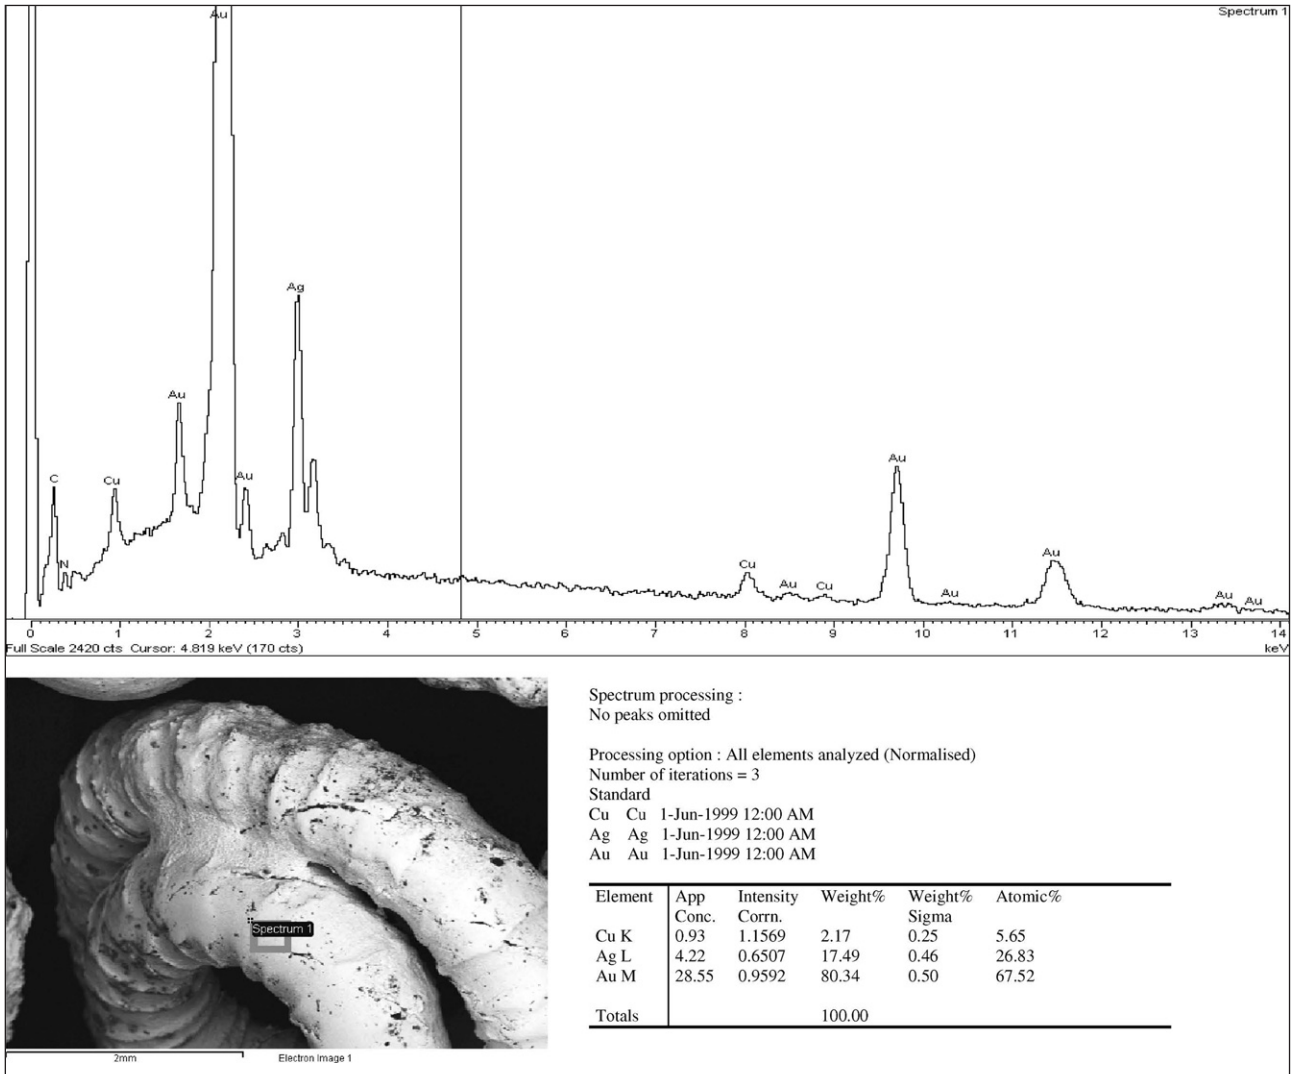 Spectrum 1
Au
Ag
Au
C
Cu
Au
N
Au
Cu
Au
Cu
Au
Au
Au
Au
0 1 2 3 4 5 6 7 8 9 10 11 12 13 14
Full Scale 2420 cts Cursor: 4.819 keV (170 cts)
keV
Spectrum 1
2mm
Electron Image 1
Spectrum processing :
No peaks omitted
Processing option : All elements analyzed (Normalised)
Number of iterations = 3
Standard
Cu Cu 1-Jun-1999 12:00 AM
Ag Ag 1-Jun-1999 12:00 AM
Au Au 1-Jun-1999 12:00 AM
Element App Intensity Weight% Weight% Atomic%
Conc. Corrn. Sigma
Cu K 0.93 1.1569 2.17 0.25 5.65
Ag L 4.22 0.6507 17.49 0.46 26.83
Au M 28.55 0.9592 80.34 0.50 67.52
Totals 100.00